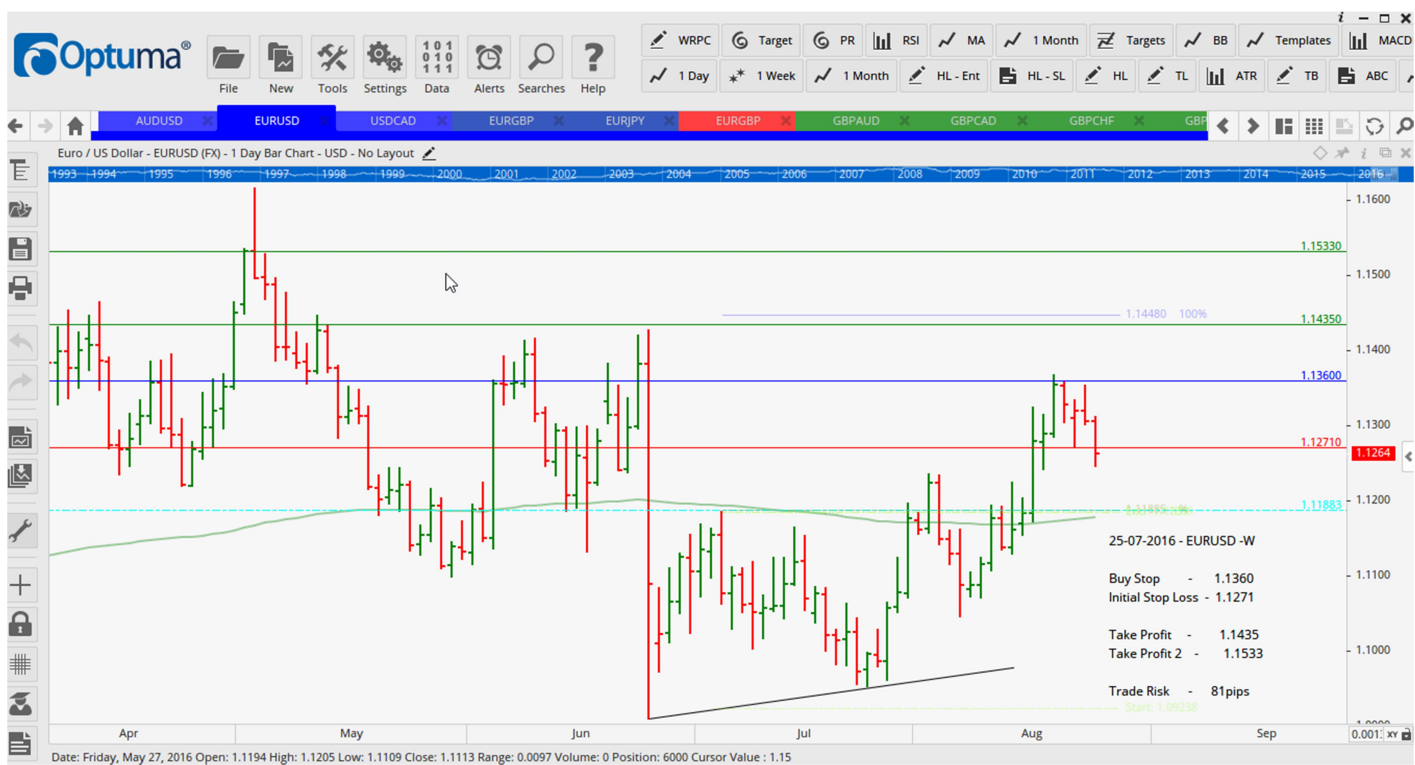 Optuma®
File New Tools Settings Data Alerts Searches Help
WRPC Target PR RSI MA 1 Month Targets BB Templates MACD
1 Day 1 Week 1 Month HL - Ent HL - SL HL TL ATR TB ABC
AUDUSD EURUSD USDCAD EURGBP EURJPY EURGBP GBPAUD GBPCAD GBPCHF GBP
Euro / US Dollar - EURUSD (FX) - 1 Day Bar Chart - USD - No Layout
1993 1994 1995 1996 1997 1998 1999 2000 2001 2002 2003 2004 2005 2006 2007 2008 2009 2010 2011 2012 2013 2014 2015 2016
1.1600
1.15330
1.1500
1.14480 100%
1.14350
1.1400
1.13600
1.1300
1.12710
1.1264
1.1200
1.11883
25-07-2016 - EURUSD -W
1.1100
Buy Stop - 1.1360
Initial Stop Loss - 1.1271
Take Profit - 1.1435
1.1000
Take Profit 2 - 1.1533
Trade Risk - 81pips
Start: 1.09238
Apr May Jun Jul Aug Sep
XY
Date: Friday, May 27, 2016 Open: 1.1194 High: 1.1205 Low: 1.1109 Close: 1.1113 Range: 0.0097 Volume: 0 Position: 6000 Cursor Value : 1.15